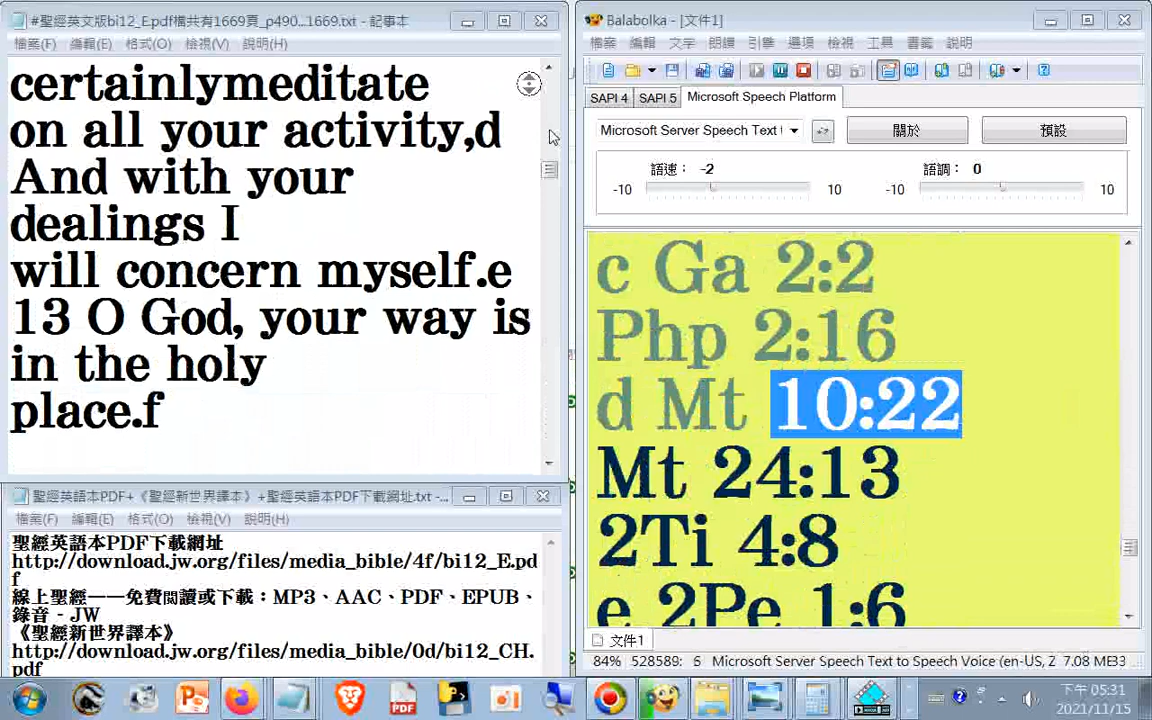 #聖經英文版bi12_E.pdf檔共有1669頁_p490...1669.txt - 記事本
檔案(F) 編輯(E) 格式(O) 檢視(V) 說明(H)
certainlymeditate
on all your activity,d
And with your
dealings I
will concern myself.e
13 O God, your way is
in the holy
place.f
聖經英語本PDF+《聖經新世界譯本》+聖經英語本PDF下載網址.txt -...
檔案(F) 編輯(E) 格式(O) 檢視(V) 說明(H)
聖經英語本PDF下載網址
http://download.jw.org/files/media_bible/4f/bi12_E.pd
f
線上聖經——免費閱讀或下載：MP3、AAC、PDF、EPUB、
錄音 - JW
《聖經新世界譯本》
http://download.jw.org/files/media_bible/0d/bi12_CH.
pdf
Balabolka - [文件1]
檔案 編輯 文字 朗讀 引擎 選項 檢視 工具 書籤 說明
SAPI 4 SAPI 5 Microsoft Speech Platform
Microsoft Server Speech Text 關於 預設
語速： -2 語調： 0
-10 10 -10 10
c Ga 2:2
Php 2:16
d Mt 10:22
Mt 24:13
2Ti 4:8
e 2Pe 1:6
文件1
84% 528589: 6 Microsoft Server Speech Text to Speech Voice (en-US, Z 7.08 ME33
PDF
下午 05:31
2021/11/15